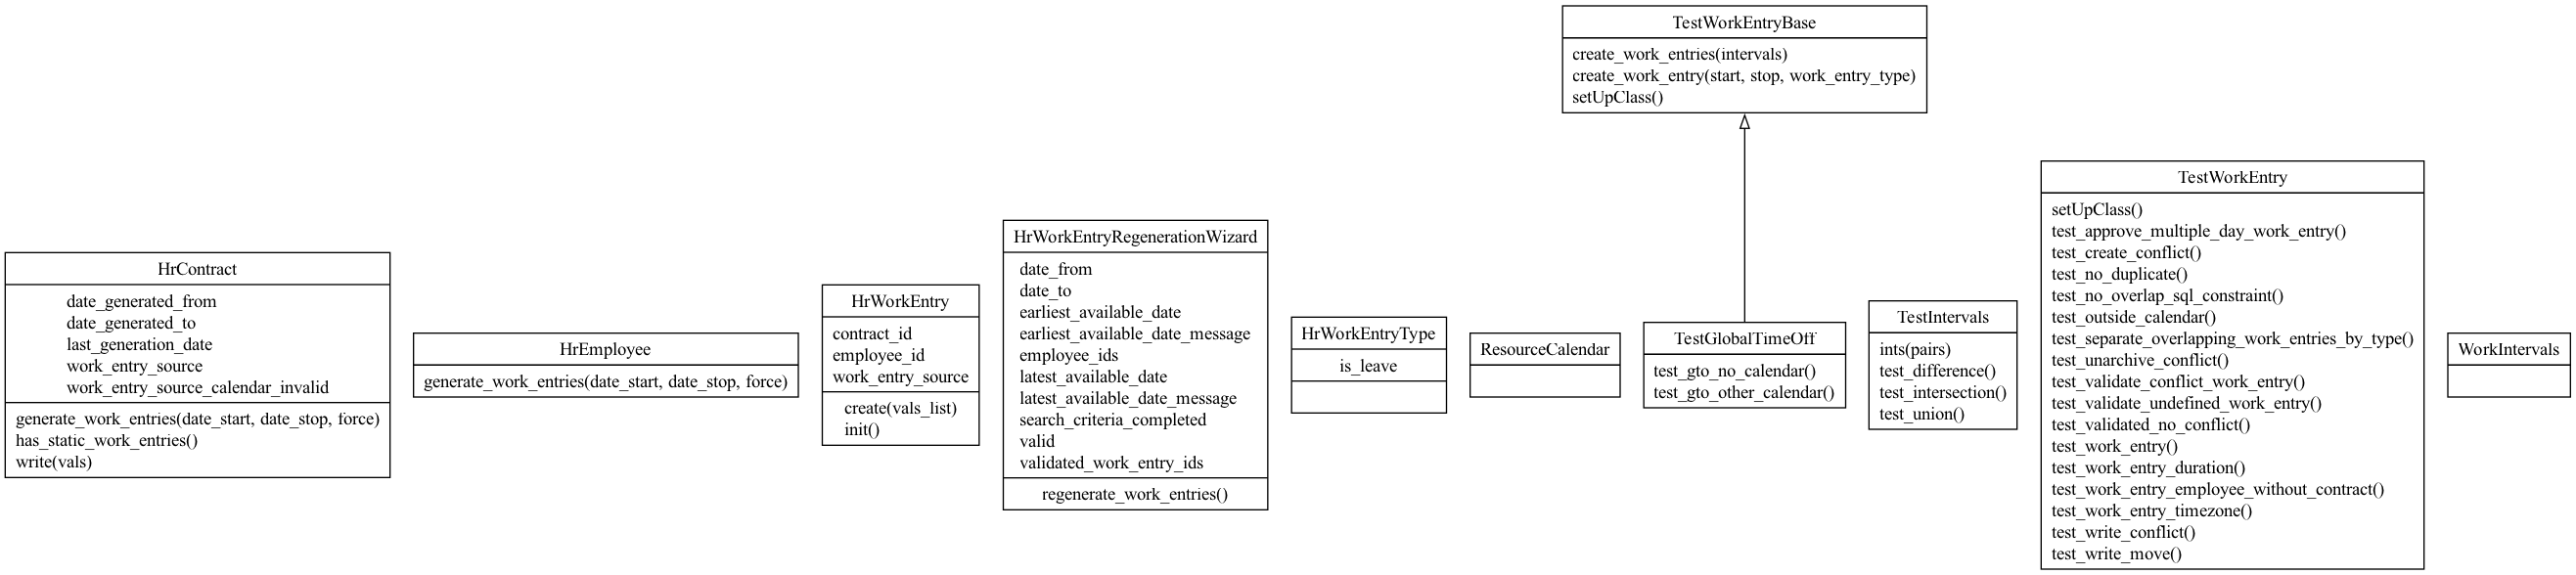 TestWorkEntryBase
create_work_entries(intervals)
create_work_entry(start, stop, work_entry_type)
setUpClass()
HrContract
date_generated_from
date_generated_to
last_generation_date
work_entry_source
work_entry_source_calendar_invalid
generate_work_entries(date_start, date_stop, force)
has_static_work_entries()
write(vals)
HrEmployee
generate_work_entries(date_start, date_stop, force)
HrWorkEntry
contract_id
employee_id
work_entry_source
create(vals_list)
init()
HrWorkEntryRegenerationWizard
date_from
date_to
earliest_available_date
earliest_available_date_message
employee_ids
latest_available_date
latest_available_date_message
search_criteria_completed
valid
validated_work_entry_ids
regenerate_work_entries()
HrWorkEntryType
is_leave
ResourceCalendar
TestGlobalTimeOff
test_gto_no_calendar()
test_gto_other_calendar()
TestIntervals
ints(pairs)
test_difference()
test_intersection()
test_union()
TestWorkEntry
setUpClass()
test_approve_multiple_day_work_entry()
test_create_conflict()
test_no_duplicate()
test_no_overlap_sql_constraint()
test_outside_calendar()
test_separate_overlapping_work_entries_by_type()
test_unarchive_conflict()
test_validate_conflict_work_entry()
test_validate_undefined_work_entry()
test_validated_no_conflict()
test_work_entry()
test_work_entry_duration()
test_work_entry_employee_without_contract()
test_work_entry_timezone()
test_write_conflict()
test_write_move()
WorkIntervals